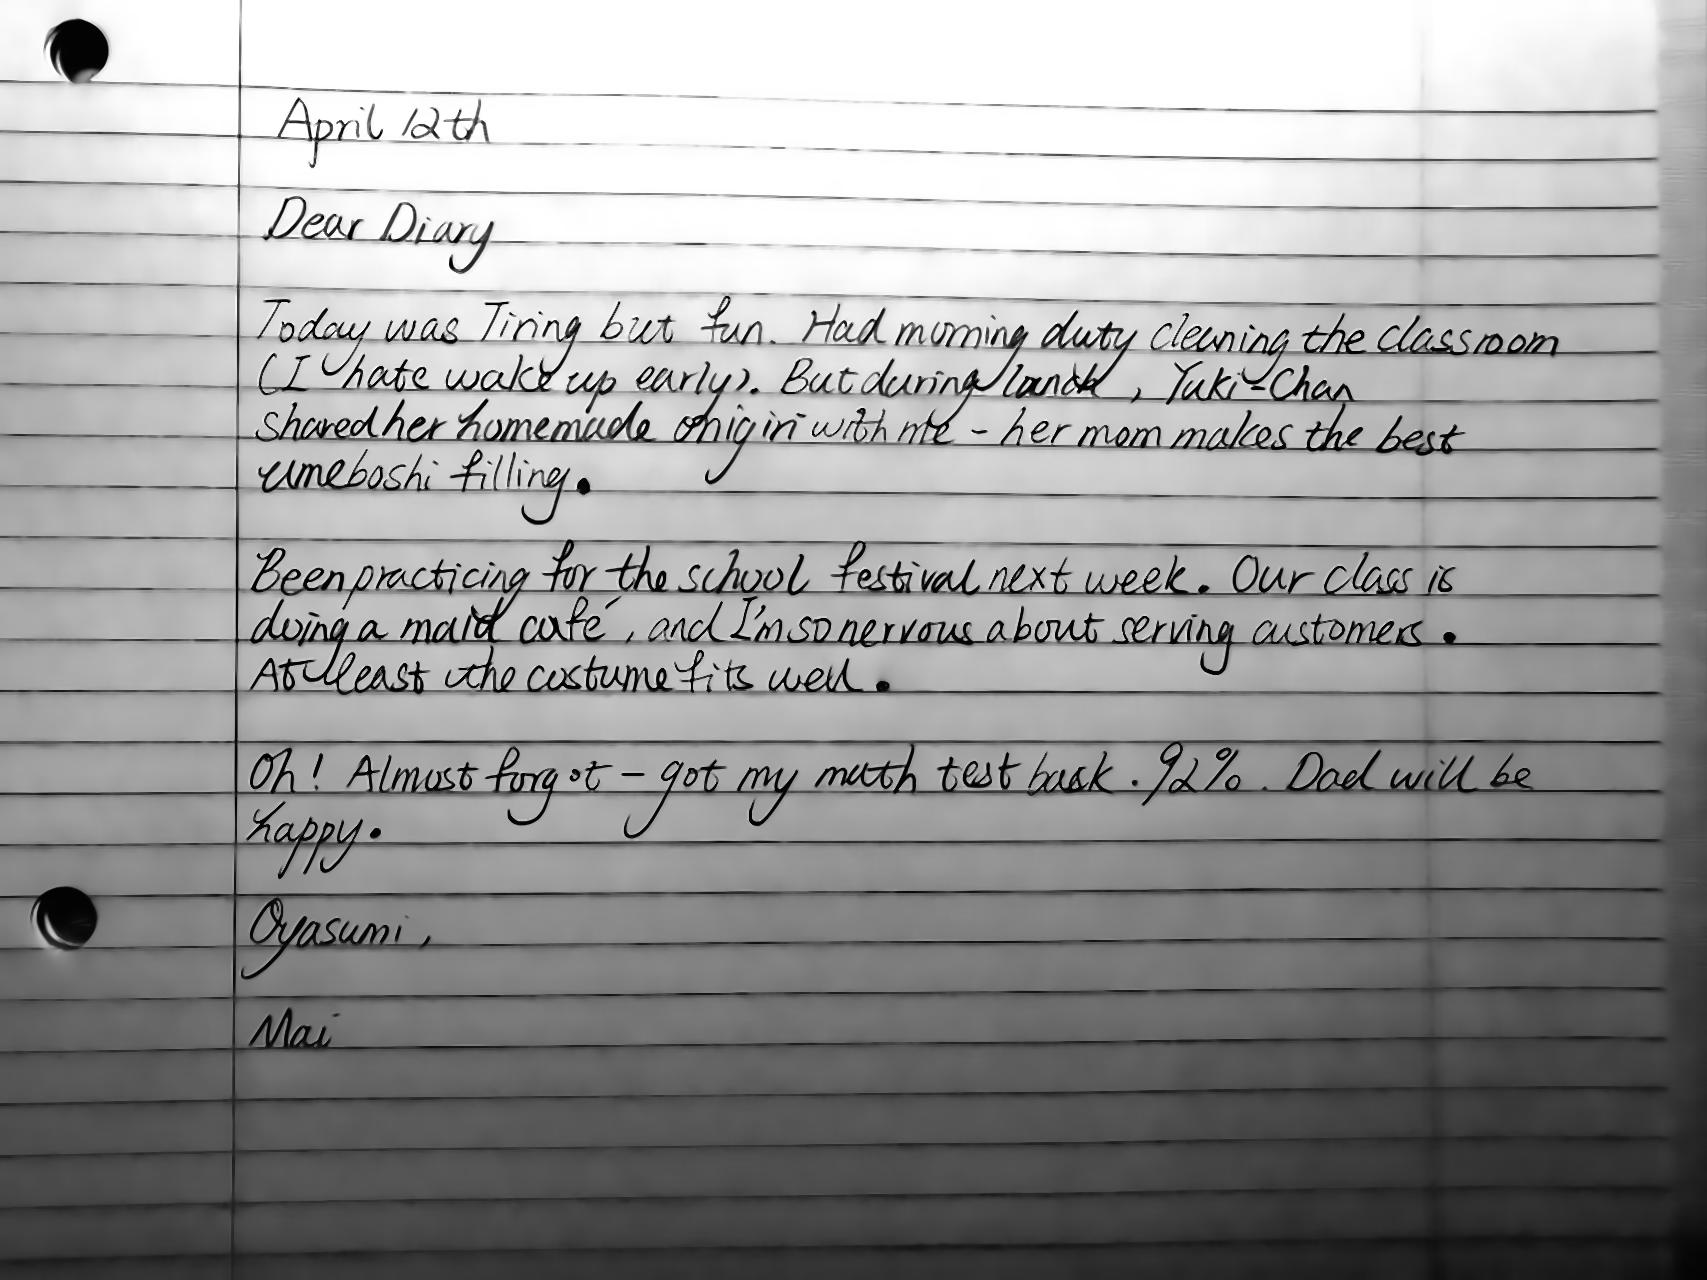 April 12th
Dear Diary
Today was Tiring but fun. Had morning duty cleaning the classroom
(I hate wake up early). But during lunch, Yuki-Chan
shared her homemade onigiri with me - her mom makes the best
umeboshi filling.
Been practicing for the school festival next week. Our class is
doing a maid café, and I'm so nervous about serving customers.
At least the costume fits well.
Oh! Almost forgot - got my math test back. 92%. Dad will be
happy.
Oyasumi,
Mai